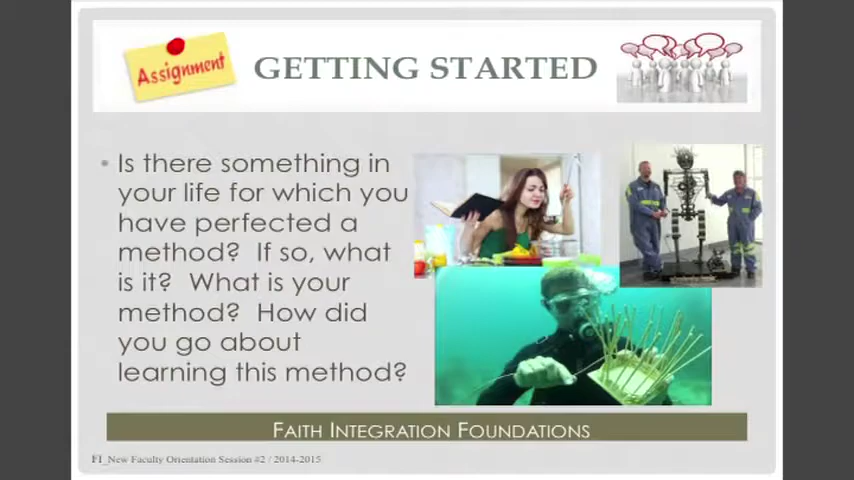 Assignment
GETTING STARTED
• Is there something in
your life for which you
have perfected a
method? If so, what
is it? What is your
method? How did
you go about
learning this method?
FAITH INTEGRATION FOUNDATIONS
FI_New Faculty Orientation Session #2 / 2014-2015